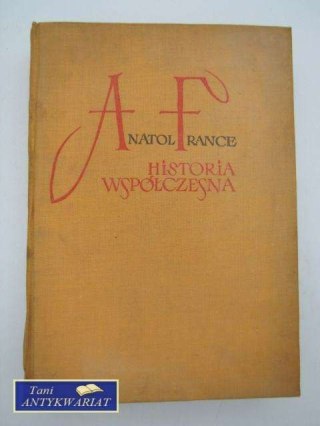 ANATOL FRANCE
HISTORIA
WSPÓŁCZESNA
Tani
ANTYKWARIAT